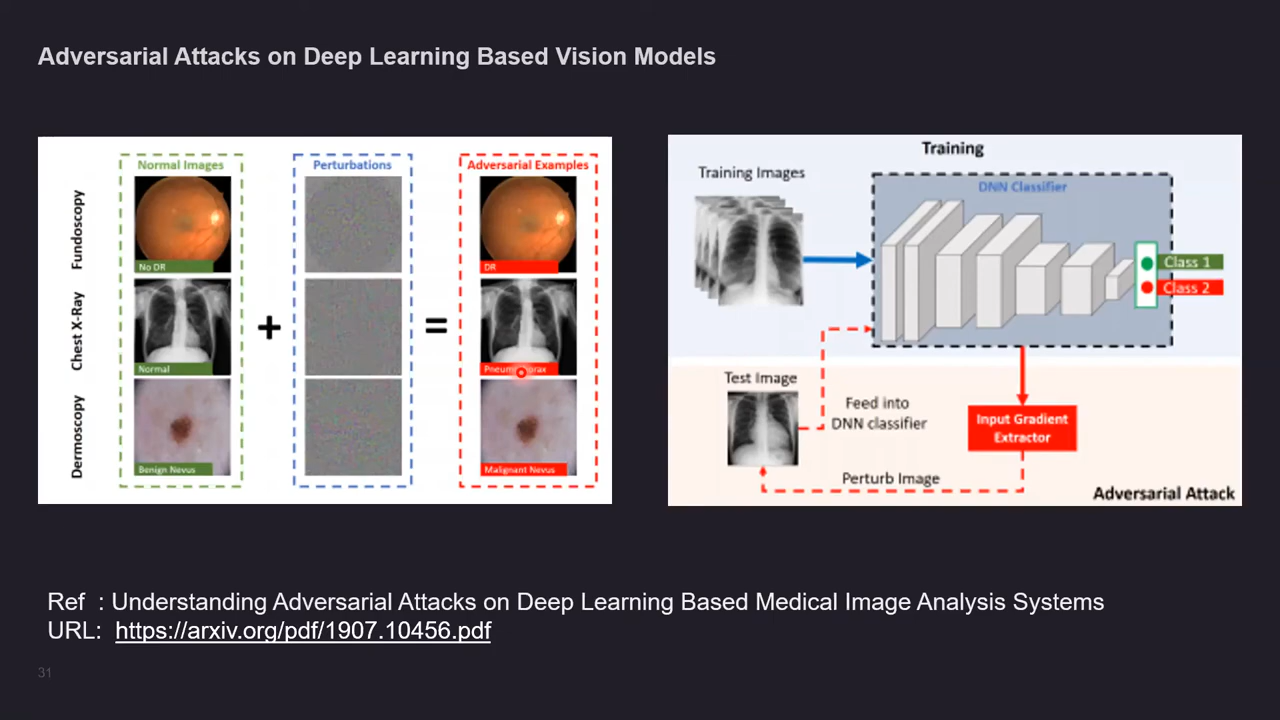 Adversarial Attacks on Deep Learning Based Vision Models
Normal Images
Perturbations
Adversarial Examples
Fundoscopy
No DR
DR
Chest X-Ray
Normal
+
=
Dermoscopy
Benign Nevus
Malignant Nevus
Training
Training Images
DNN Classifier
Class 1
Class 2
Test Image
Feed into
DNN classifier
Input Gradient
Extractor
Perturb Image
Adversarial Attack
Ref : Understanding Adversarial Attacks on Deep Learning Based Medical Image Analysis Systems
URL: https://arxiv.org/pdf/1907.10456.pdf
31